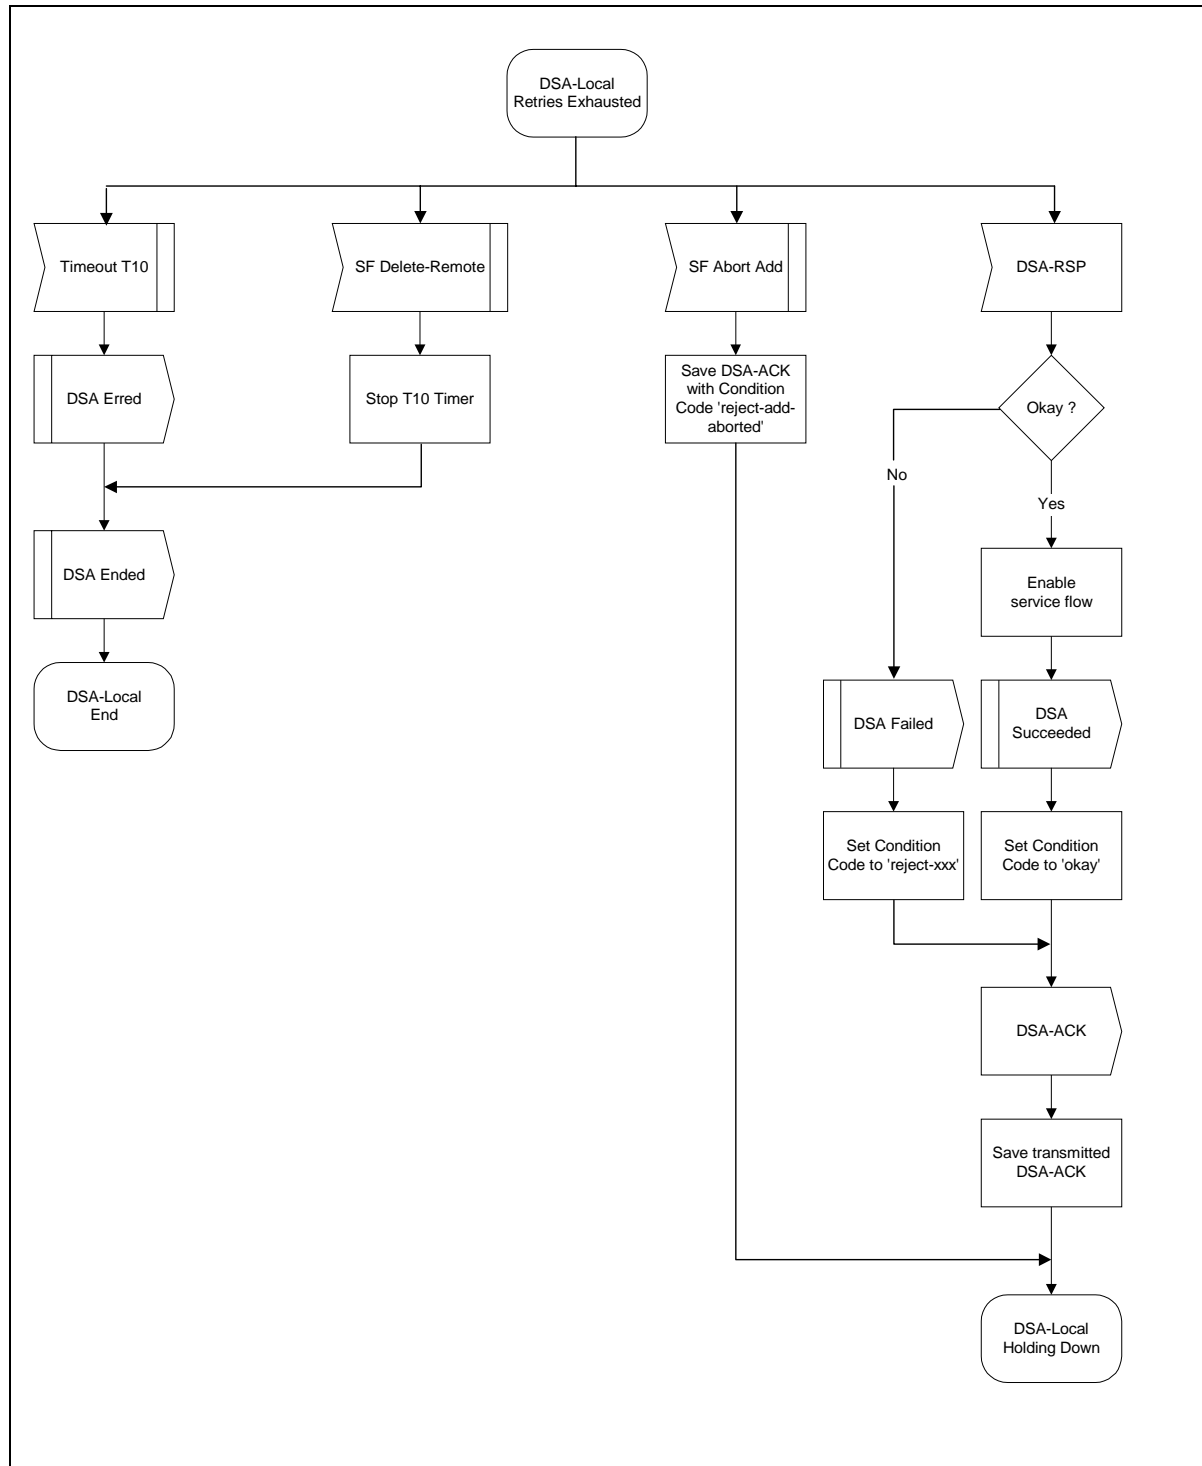 DSA-Local
Retries Exhausted
Timeout T10
SF Delete-Remote
SF Abort Add
DSA-RSP
DSA Erred
Stop T10 Timer
Save DSA-ACK
with Condition
Code 'reject-add-
aborted'
Okay ?
No
Yes
DSA Ended
Enable
service flow
DSA-Local
End
DSA Failed
DSA
Succeeded
Set Condition
Code to 'reject-xxx'
Set Condition
Code to 'okay'
DSA-ACK
Save transmitted
DSA-ACK
DSA-Local
Holding Down